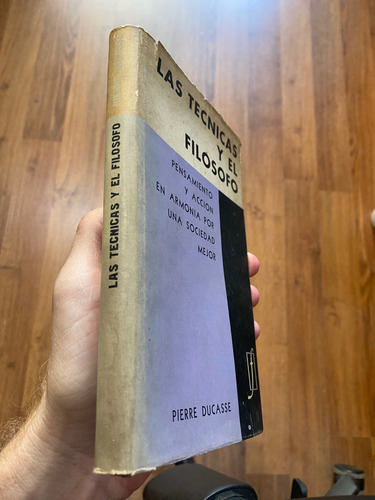 LAS TECNICAS
Y EL
FILOSOFO
PENSAMIENTO
Y ACCION
EN ARMONIA POR
UNA SOCIEDAD
MEJOR
PIERRE DUCASSE
LAS TECNICAS Y EL FILOSOFO